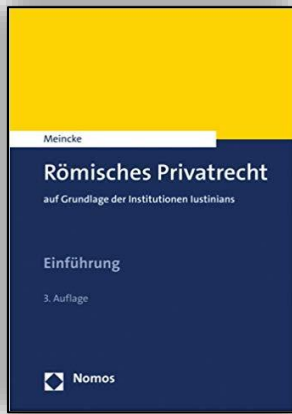 Meincke
Römisches Privatrecht
auf Grundlage der Institutionen Iustinians
Einführung
3. Auflage
Nomos